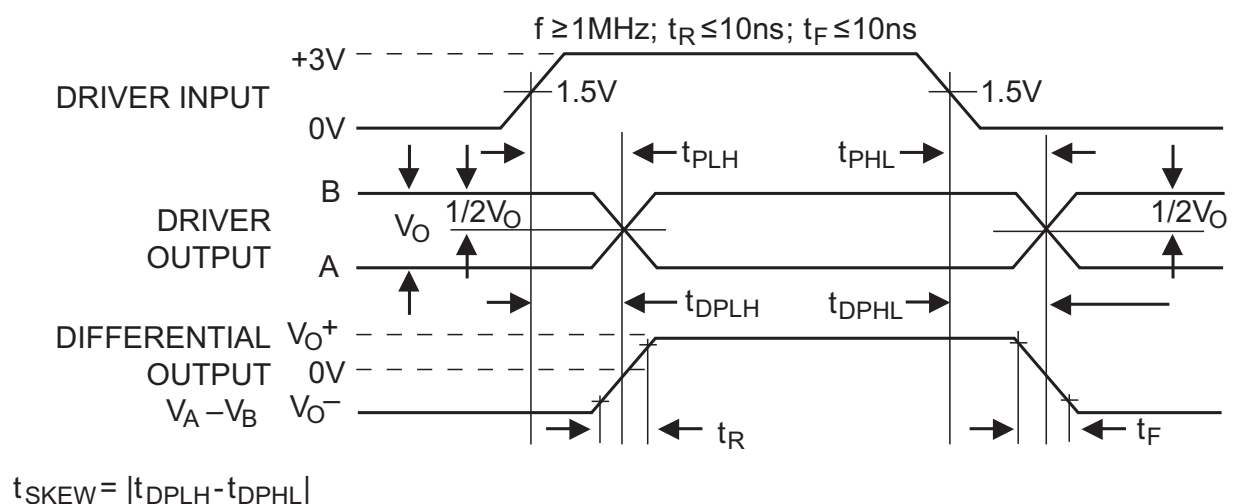 f ≥1MHz; tR ≤10ns; tF ≤10ns
+3V
DRIVER INPUT
1.5V
1.5V
0V
tPLH
tPHL
B
DRIVER
OUTPUT
VO
1/2VO
1/2VO
A
tDPLH
tDPHL
DIFFERENTIAL
OUTPUT
VA –VB
VO+
0V
VO–
tR
tF
tSKEW= |tDPLH-tDPHL|